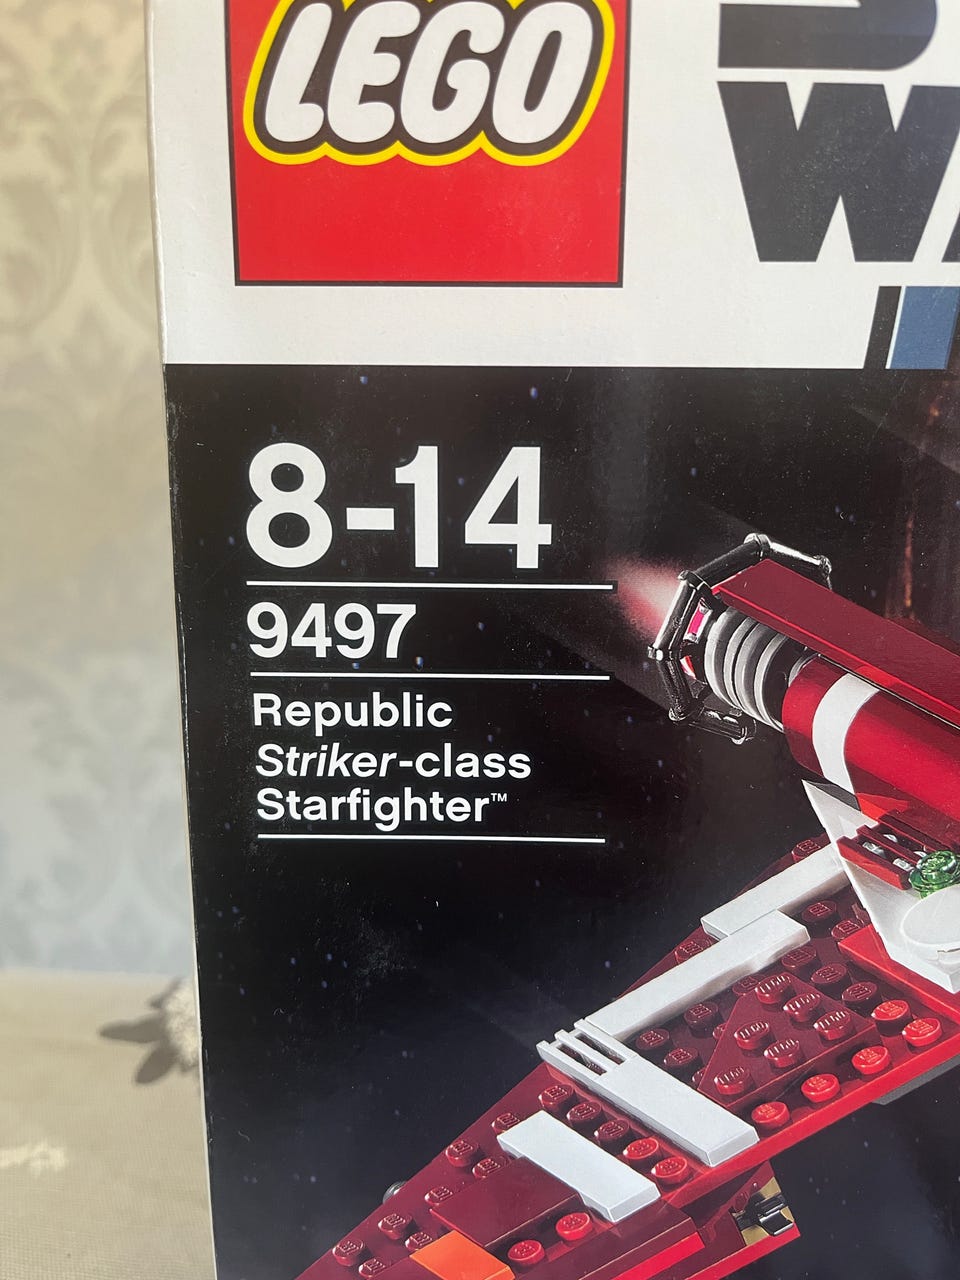 LEGO
8-14
9497
Republic
Striker-class
Starfighter™